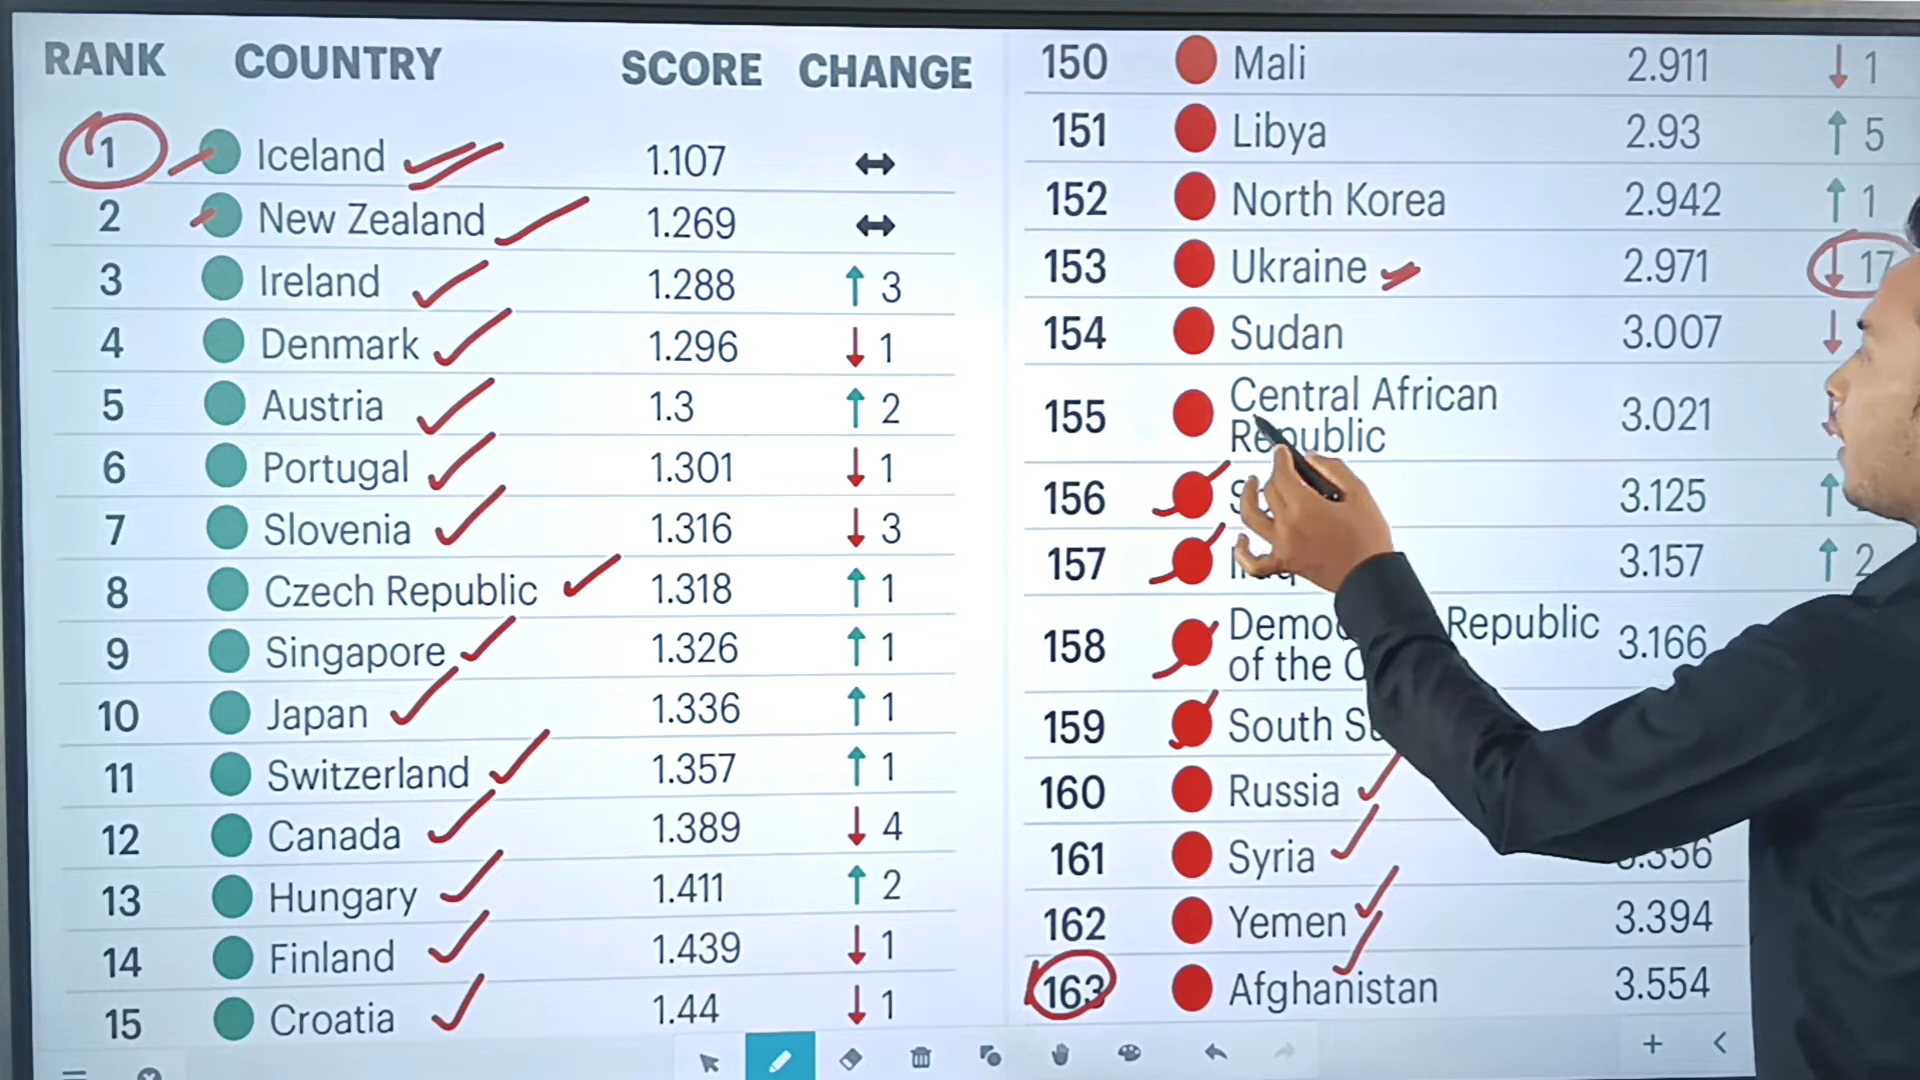 RANK COUNTRY SCORE CHANGE
1 Iceland 1.107
2 New Zealand 1.269
3 Ireland 1.288 ↑ 3
4 Denmark 1.296 ↓ 1
5 Austria 1.3 ↑ 2
6 Portugal 1.301 ↓ 1
7 Slovenia 1.316 ↓ 3
8 Czech Republic 1.318 ↑ 1
9 Singapore 1.326 ↑ 1
10 Japan 1.336 ↑ 1
11 Switzerland 1.357 ↑ 1
12 Canada 1.389 ↓ 4
13 Hungary 1.411 ↑ 2
14 Finland 1.439 ↓ 1
15 Croatia 1.44 ↓ 1
150 Mali 2.911 ↓ 1
151 Libya 2.93 ↑ 5
152 North Korea 2.942 ↑ 1
153 Ukraine 2.971 ↓ 17
154 Sudan 3.007 ↓
155 Central African
Republic 3.021
156 3.125 ↑
157 3.157 ↑ 2
158 Republic 3.166
of the
159 South
160 Russia
161 Syria
162 Yemen 3.394
163 Afghanistan 3.554